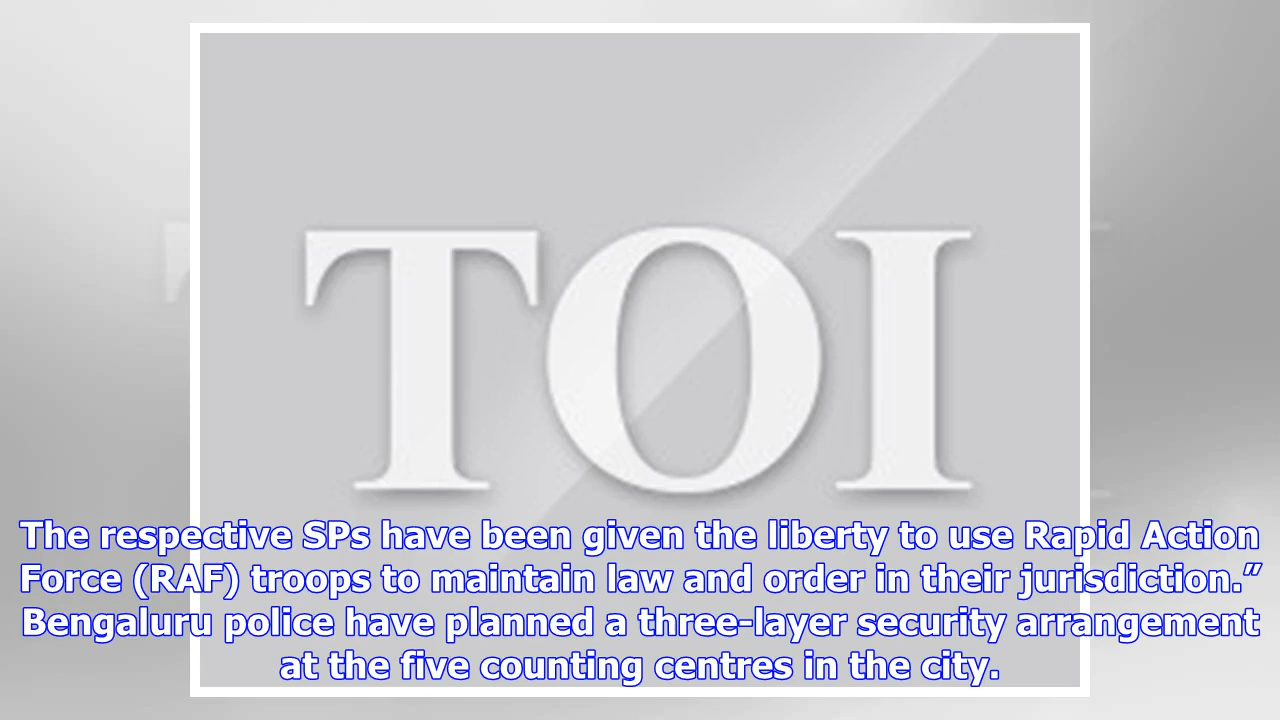 TOI
The respective SPs have been given the liberty to use Rapid Action
Force (RAF) troops to maintain law and order in their jurisdiction.”
Bengaluru police have planned a three-layer security arrangement
at the five counting centres in the city.